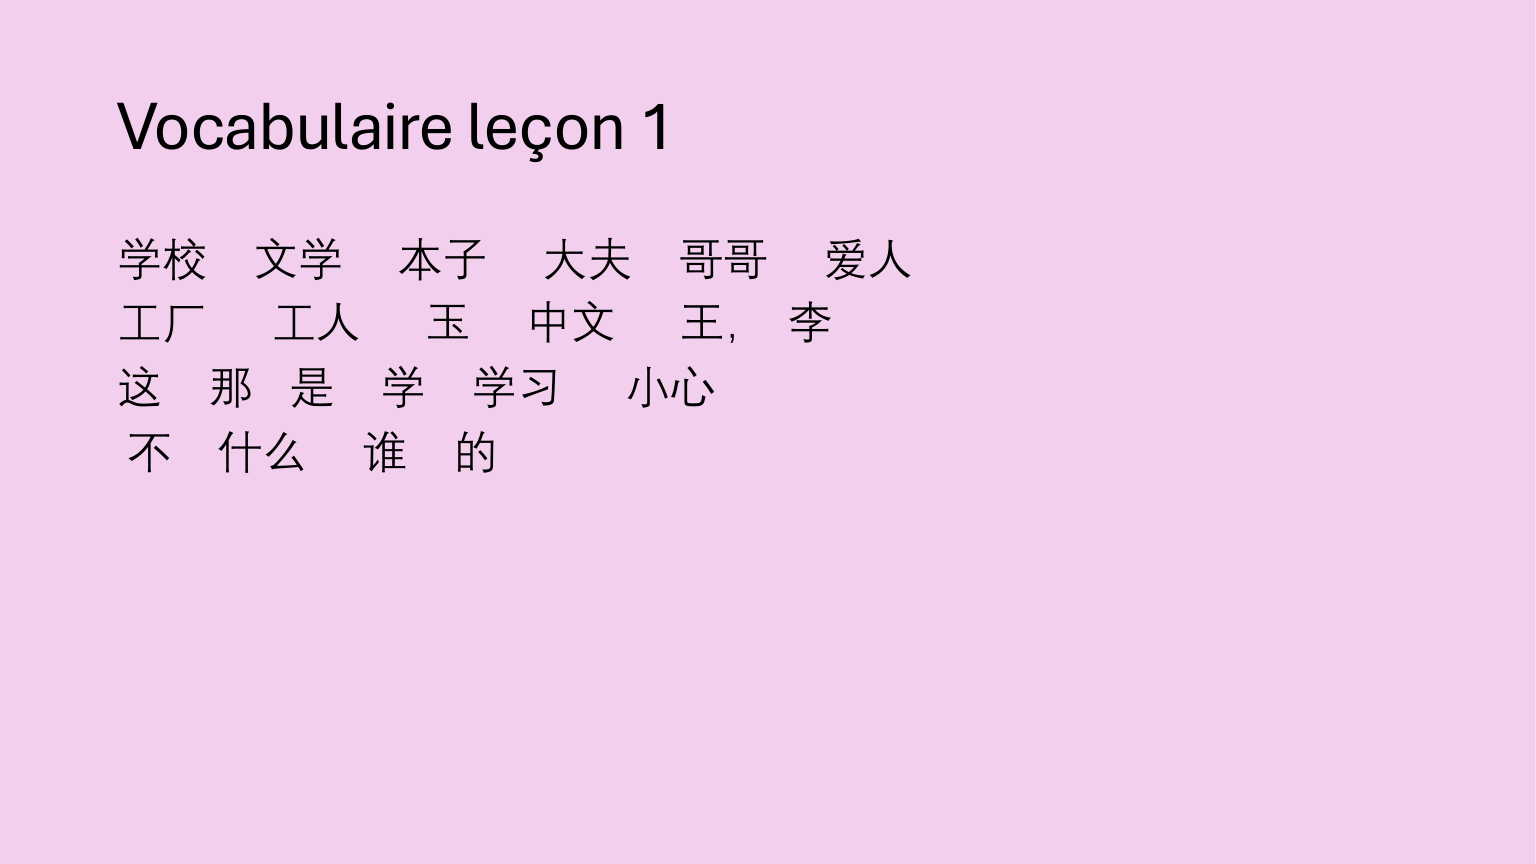 Vocabulaire leçon 1
学校 文学 本子 大夫 哥哥 爱人
工厂 工人 玉 中文 王, 李
这 那 是 学 学习 小心
不 什么 谁 的